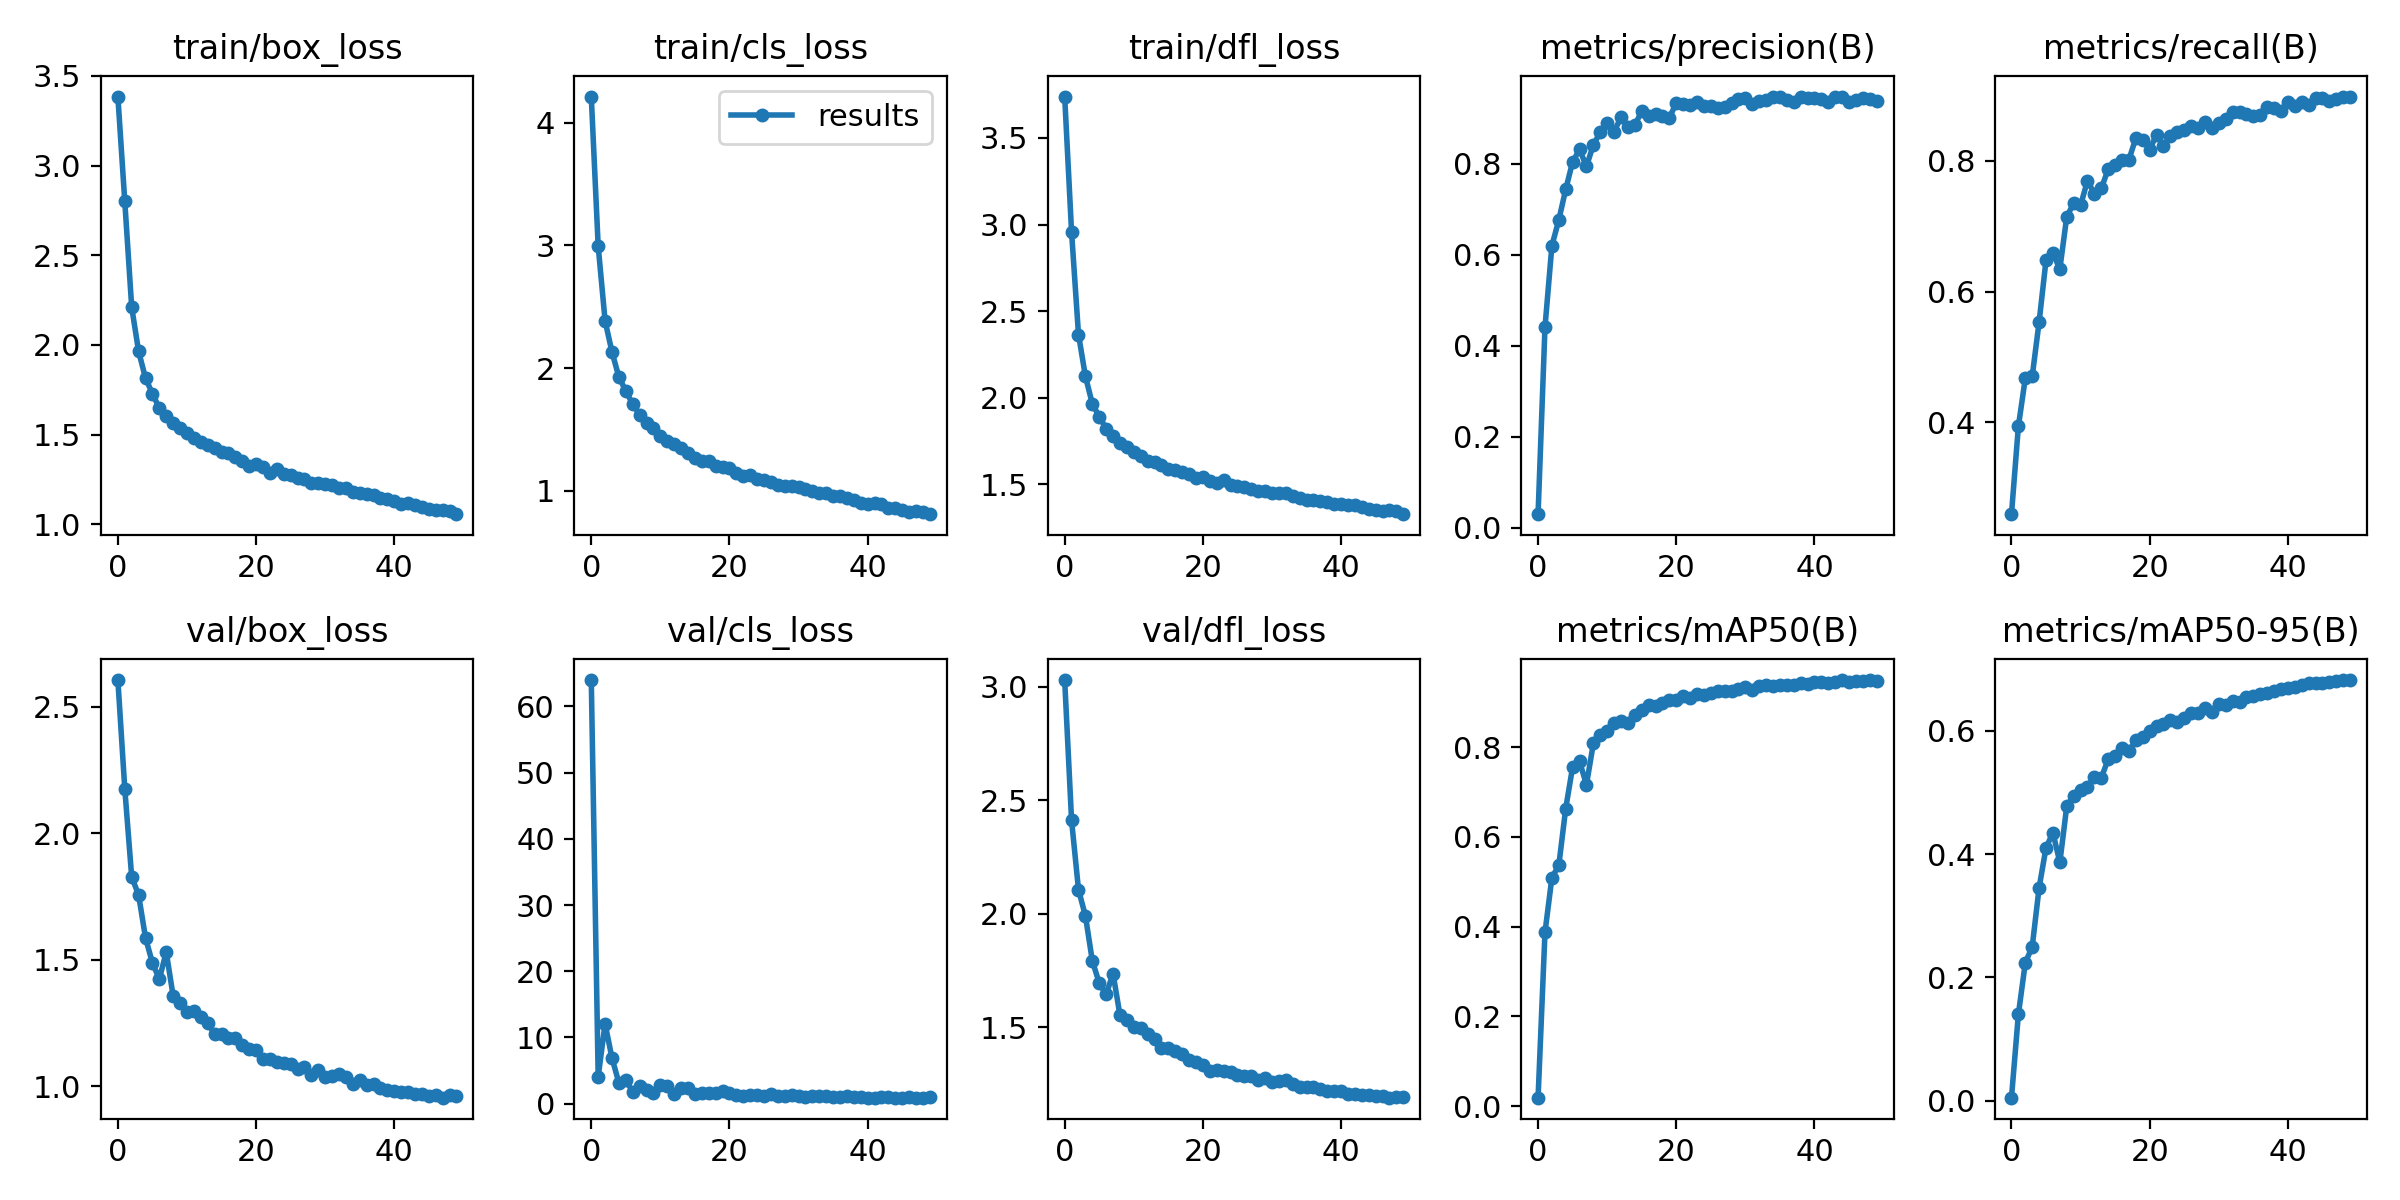 train/box_loss
3.5
3.0
2.5
2.0
1.5
1.0
0 20 40
train/cls_loss
results
4
3
2
1
0 20 40
train/dfl_loss
3.5
3.0
2.5
2.0
1.5
0 20 40
metrics/precision(B)
0.8
0.6
0.4
0.2
0.0
0 20 40
metrics/recall(B)
0.8
0.6
0.4
0 20 40
val/box_loss
2.5
2.0
1.5
1.0
0 20 40
val/cls_loss
60
50
40
30
20
10
0
0 20 40
val/dfl_loss
3.0
2.5
2.0
1.5
0 20 40
metrics/mAP50(B)
0.8
0.6
0.4
0.2
0.0
0 20 40
metrics/mAP50-95(B)
0.6
0.4
0.2
0.0
0 20 40